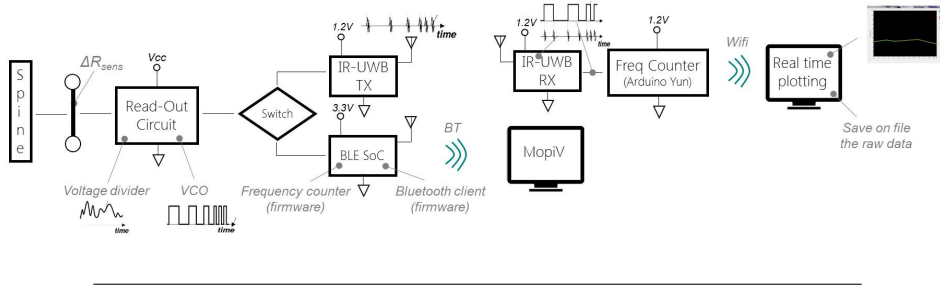 Spine
ΔRsens
Vcc
Read-Out
Circuit
Voltage divider
time
VCO
time
Switch
1.2V
IR-UWB
TX
time
3.3V
BLE SoC
Frequency counter
(firmware)
Bluetooth client
(firmware)
BT
1.2V
IR-UWB
RX
time
MopiV
1.2V
Freq Counter
(Arduino Yun)
Wifi
Real time
plotting
Save on file
the raw data